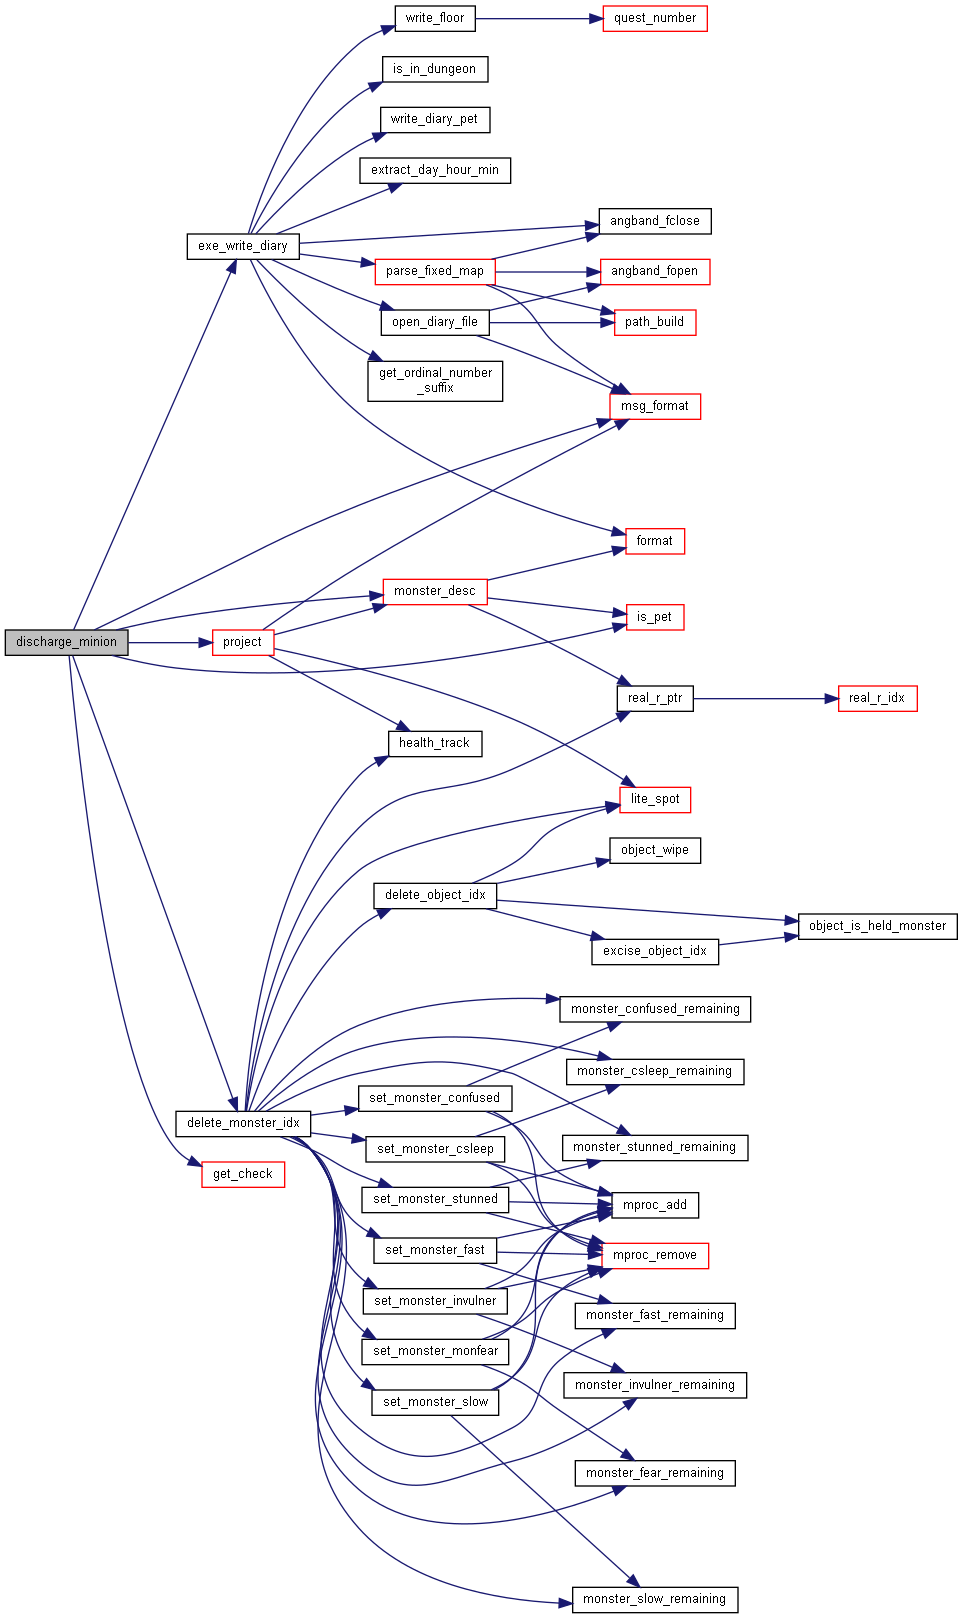 write_floor
quest_number
is_in_dungeon
write_diary_pet
extract_day_hour_min
angband_fclose
exe_write_diary
parse_fixed_map
angband_fopen
open_diary_file
path_build
get_ordinal_number
_suffix
msg_format
format
monster_desc
is_pet
discharge_minion
project
real_r_ptr
real_r_idx
health_track
lite_spot
object_wipe
delete_object_idx
object_is_held_monster
excise_object_idx
monster_confused_remaining
monster_csleep_remaining
set_monster_confused
delete_monster_idx
set_monster_csleep
monster_stunned_remaining
get_check
set_monster_stunned
mproc_add
set_monster_fast
mproc_remove
set_monster_invulner
monster_fast_remaining
set_monster_monfear
monster_invulner_remaining
set_monster_slow
monster_fear_remaining
monster_slow_remaining